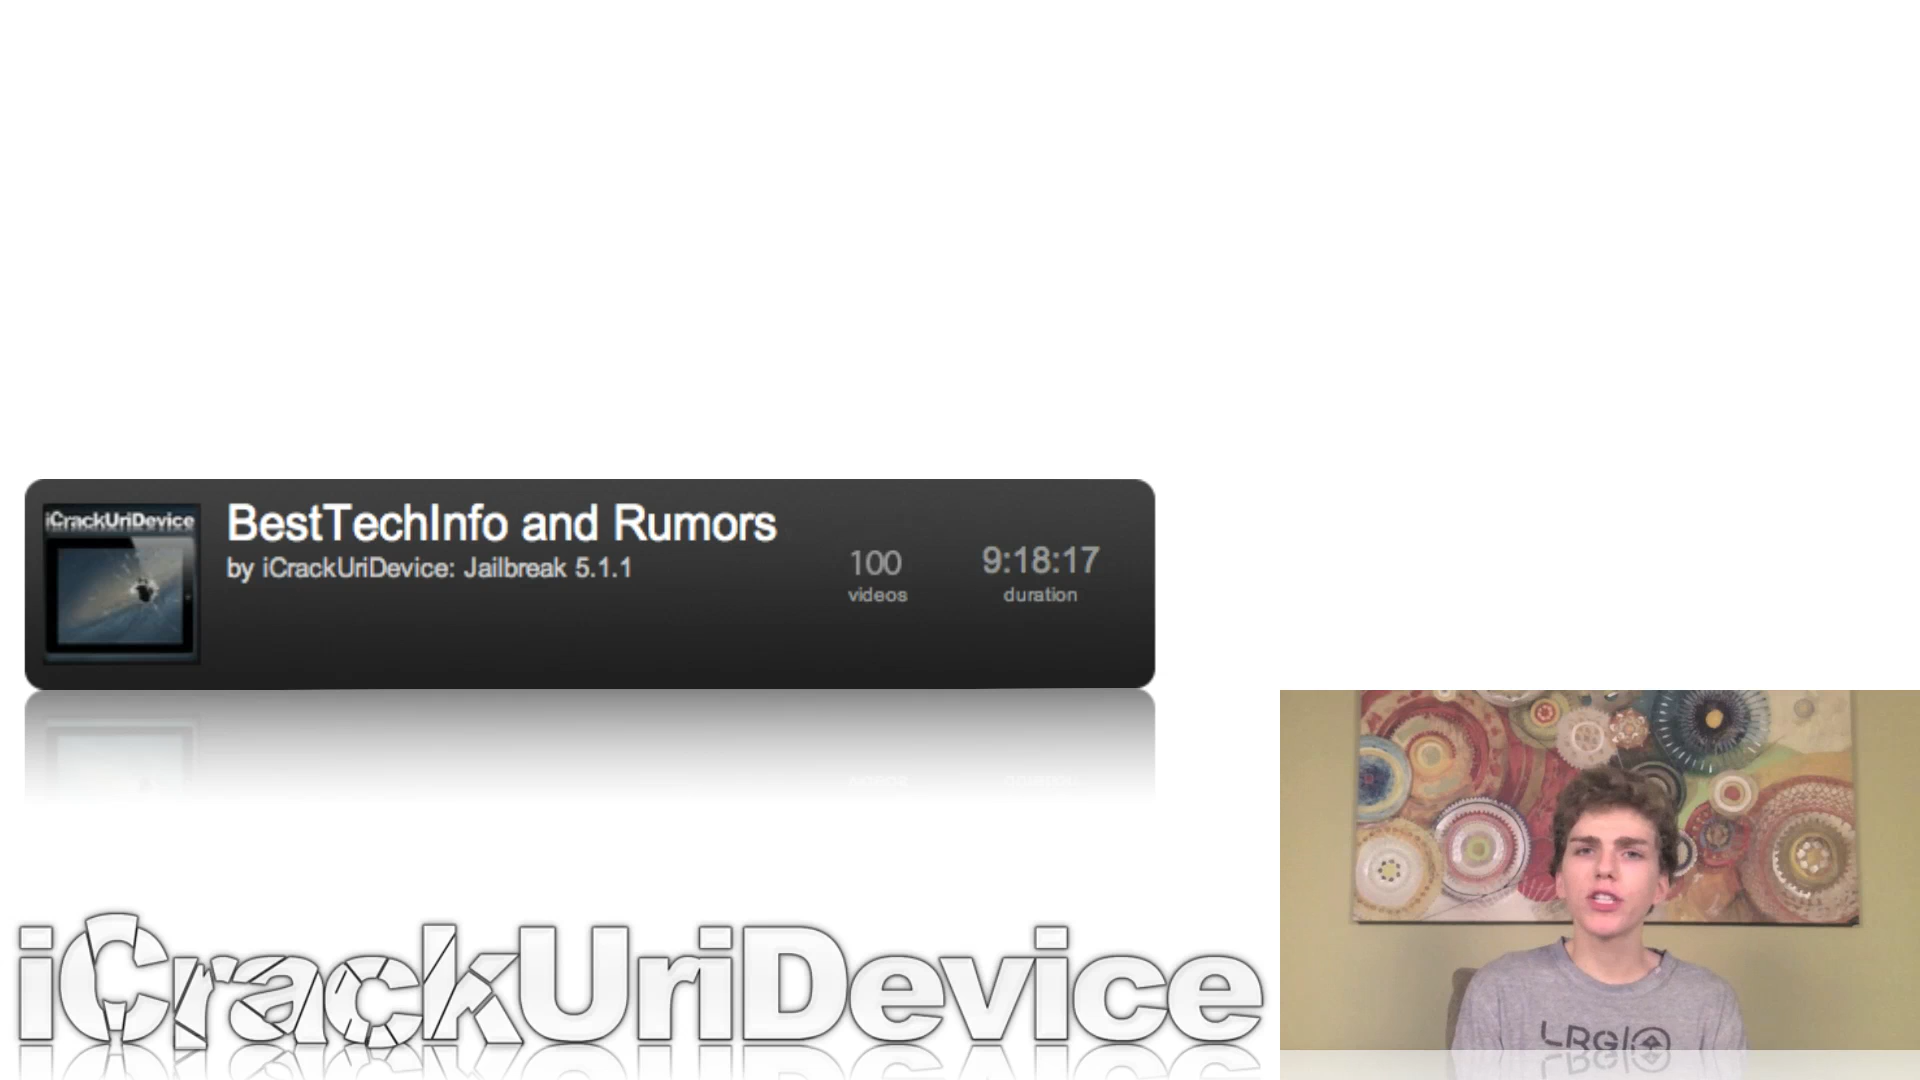 iCrackUriDevice
BestTechInfo and Rumors
by iCrackUriDevice: Jailbreak 5.1.1
100
videos
9:18:17
duration
iCrackUriDevice
LRG